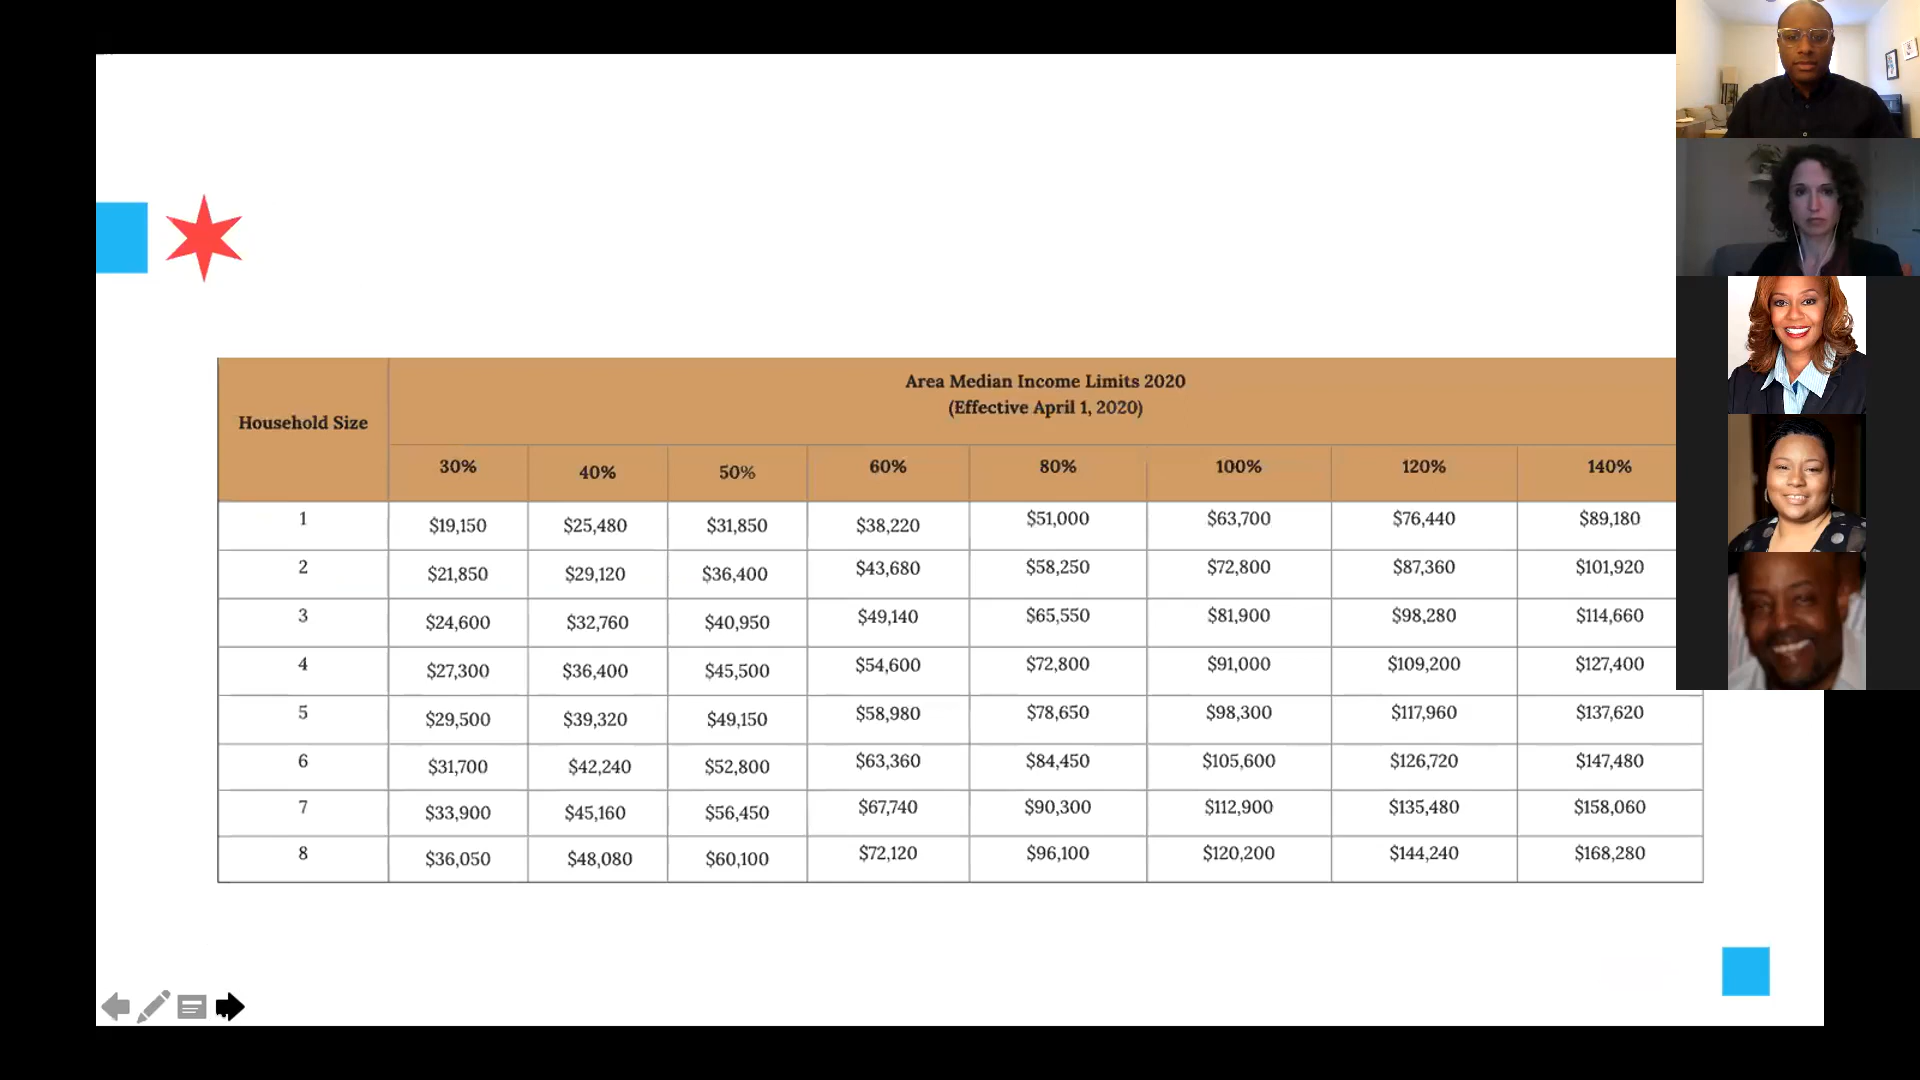 Household Size
Area Median Income Limits 2020
(Effective April 1, 2020)
30% 40% 50% 60% 80% 100% 120% 140%
1 $19,150 $25,480 $31,850 $38,220 $51,000 $63,700 $76,440 $89,180
2 $21,850 $29,120 $36,400 $43,680 $58,250 $72,800 $87,360 $101,920
3 $24,600 $32,760 $40,950 $49,140 $65,550 $81,900 $98,280 $114,660
4 $27,300 $36,400 $45,500 $54,600 $72,800 $91,000 $109,200 $127,400
5 $29,500 $39,320 $49,150 $58,980 $78,650 $98,300 $117,960 $137,620
6 $31,700 $42,240 $52,800 $63,360 $84,450 $105,600 $126,720 $147,480
7 $33,900 $45,160 $56,450 $67,740 $90,300 $112,900 $135,480 $158,060
8 $36,050 $48,080 $60,100 $72,120 $96,100 $120,200 $144,240 $168,280